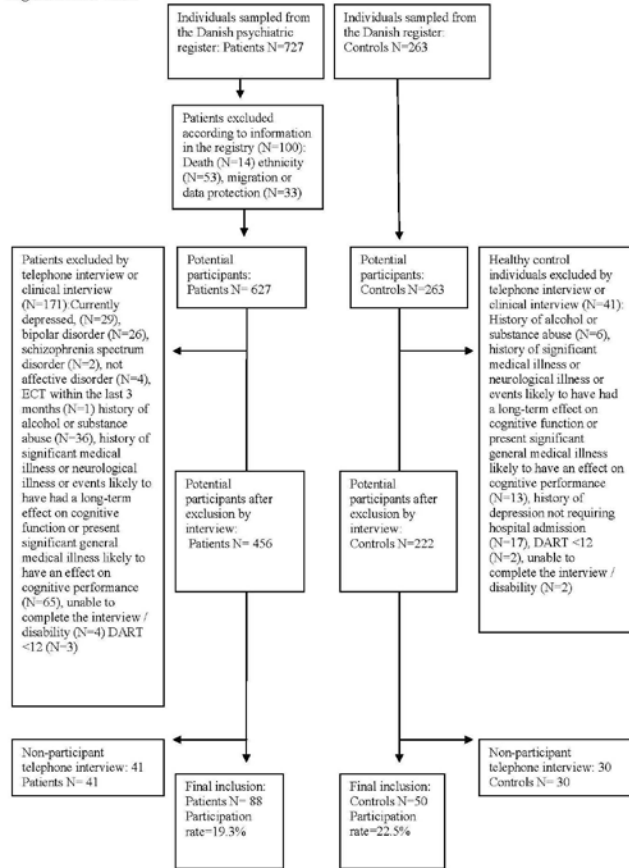 Individuals sampled from
the Danish psychiatric
register: Patients N=727
Individuals sampled from
the Danish register:
Controls N=263
Patients excluded
according to information
in the registry (N=100):
Death (N=14) ethnicity
(N=53), migration or
data protection (N=33)
Patients excluded by
telephone interview or
clinical interview
(N=171):Currently
depressed, (N=29),
bipolar disorder (N=26),
schizophrenia spectrum
disorder (N=2), not
affective disorder (N=4),
ECT within the last 3
months (N=1) history of
alcohol or substance
abuse (N=36), history of
significant medical
illness or neurological
illness or events likely to
have had a long-term
effect on cognitive
function or present
significant general
medical illness likely to
have an effect on
cognitive performance
(N=65), unable to
complete the interview /
disability (N=4) DART
<12 (N=3)
Potential
participants:
Patients N= 627
Potential
participants:
Controls N=263
Healthy control
individuals excluded by
telephone interview or
clinical interview (N=41):
History of alcohol or
substance abuse (N=6),
history of significant
medical illness or
neurological illness or
events likely to have had
a long-term effect on
cognitive function or
present significant
general medical illness
likely to have an effect on
cognitive performance
(N=13), history of
depression not requiring
hospital admission
(N=17), DART <12
(N=2), unable to
complete the interview /
disability (N=2)
Potential
participants after
exclusion by
interview:
Patients N= 456
Potential
participants after
exclusion by
interview:
Controls N=222
Non-participant
telephone interview: 41
Patients N= 41
Final inclusion:
Patients N= 88
Participation
rate=19.3%
Final inclusion:
Controls N=50
Participation
rate=22.5%
Non-participant
telephone interview: 30
Controls N= 30